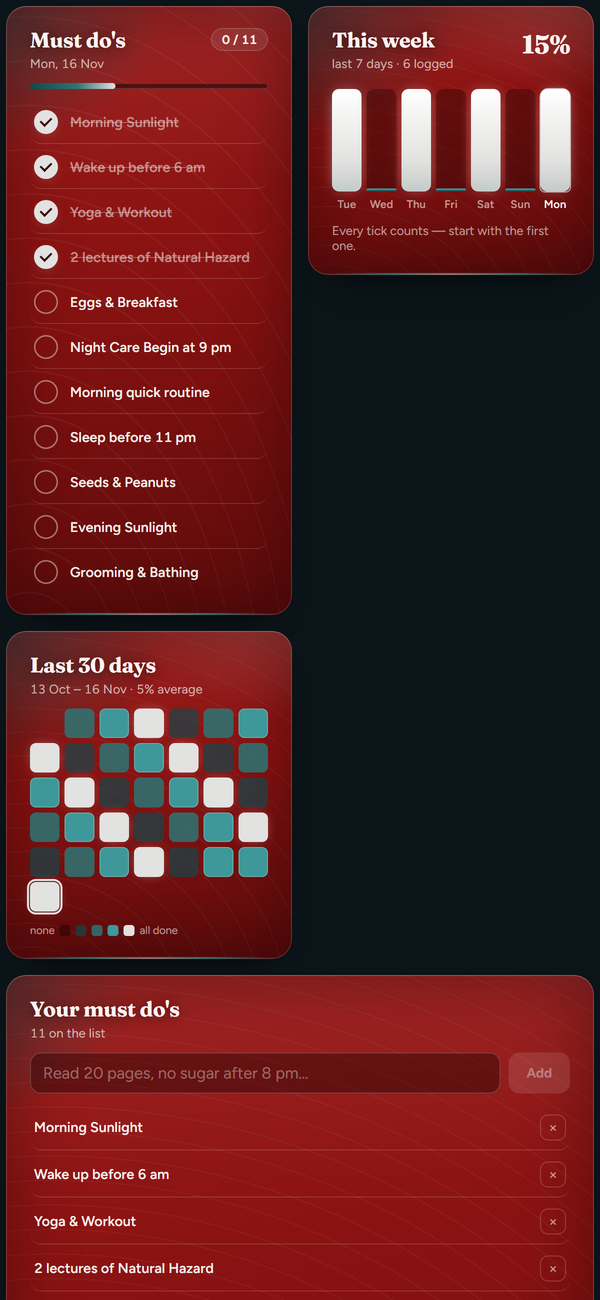 Must do's
0 / 11
Mon, 16 Nov
Morning Sunlight
Wake up before 6 am
Yoga & Workout
2 lectures of Natural Hazard
Eggs & Breakfast
Night Care Begin at 9 pm
Morning quick routine
Sleep before 11 pm
Seeds & Peanuts
Evening Sunlight
Grooming & Bathing
This week
15%
last 7 days · 6 logged
Tue Wed Thu Fri Sat Sun Mon
Every tick counts — start with the first
one.
Last 30 days
13 Oct – 16 Nov · 5% average
none all done
Your must do's
11 on the list
Read 20 pages, no sugar after 8 pm...
Add
Morning Sunlight ×
Wake up before 6 am ×
Yoga & Workout ×
2 lectures of Natural Hazard ×